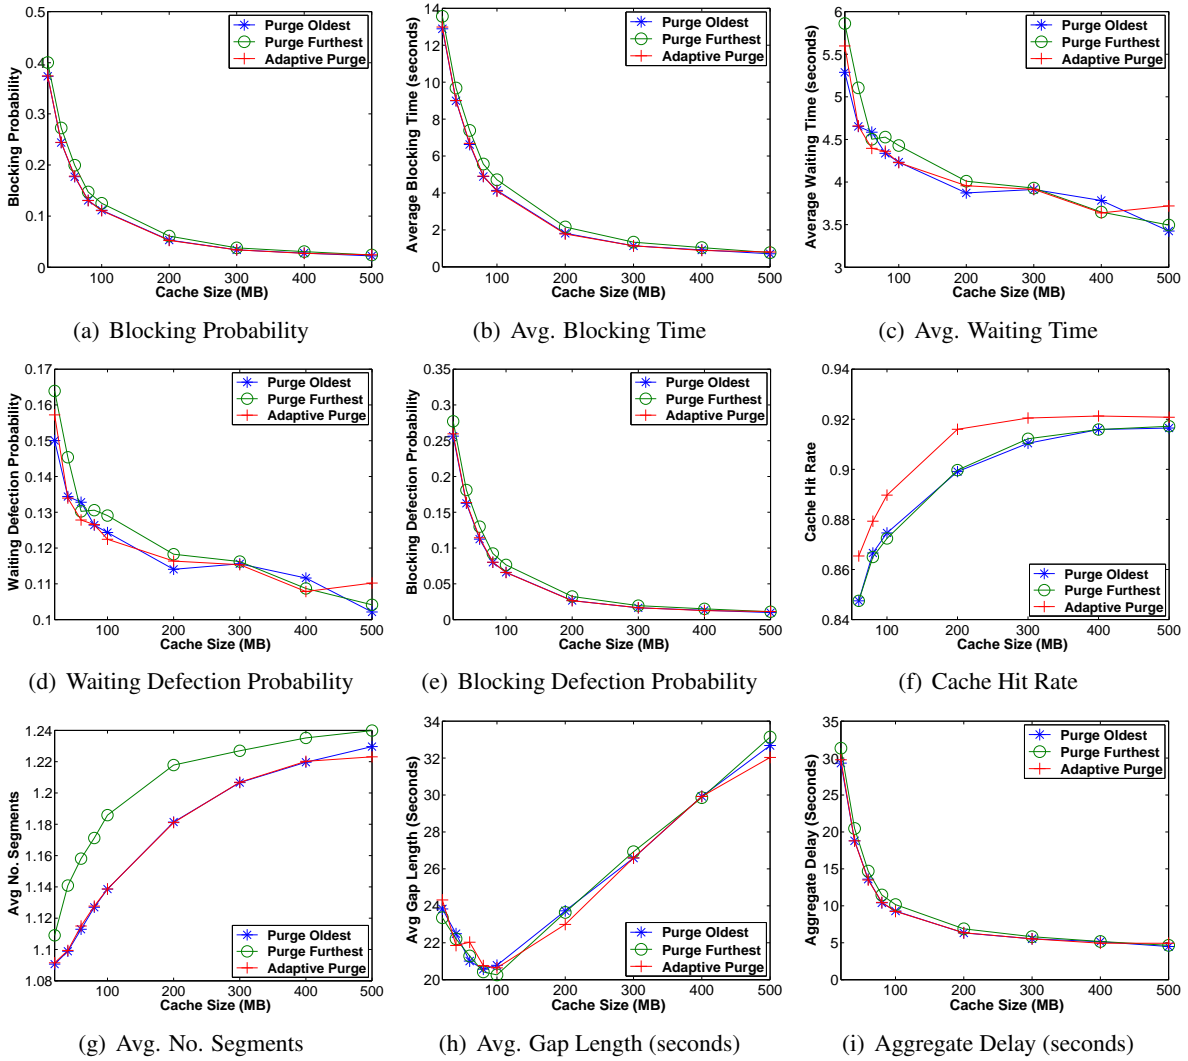 0.5
0.4
0.3
0.2
0.1
0
100
200
300
400
500
Blocking Probability
Cache Size (MB)
Purge Oldest
Purge Furthest
Adaptive Purge
(a) Blocking Probability
14
12
10
8
6
4
2
0
100
200
300
400
500
Average Blocking Time (seconds)
Cache Size (MB)
Purge Oldest
Purge Furthest
Adaptive Purge
(b) Avg. Blocking Time
6
5.5
5
4.5
4
3.5
3
100
200
300
400
500
Average Waiting Time (seconds)
Cache Size (MB)
Purge Oldest
Purge Furthest
Adaptive Purge
(c) Avg. Waiting Time
0.17
0.16
0.15
0.14
0.13
0.12
0.11
0.1
100
200
300
400
500
Waiting Defection Probability
Cache Size (MB)
Purge Oldest
Purge Furthest
Adaptive Purge
(d) Waiting Defection Probability
0.35
0.3
0.25
0.2
0.15
0.1
0.05
0
100
200
300
400
500
Blocking Defection Probability
Cache Size (MB)
Purge Oldest
Purge Furthest
Adaptive Purge
(e) Blocking Defection Probability
0.94
0.92
0.9
0.88
0.86
0.84
100
200
300
400
500
Cache Hit Rate
Cache Size (MB)
Purge Oldest
Purge Furthest
Adaptive Purge
(f) Cache Hit Rate
1.24
1.22
1.2
1.18
1.16
1.14
1.12
1.1
1.08
100
200
300
400
500
Avg No. Segments
Cache Size (MB)
Purge Oldest
Purge Furthest
Adaptive Purge
(g) Avg. No. Segments
34
32
30
28
26
24
22
20
100
200
300
400
500
Avg Gap Length (Seconds)
Cache Size (MB)
Purge Oldest
Purge Furthest
Adaptive Purge
(h) Avg. Gap Length (seconds)
35
30
25
20
15
10
5
0
100
200
300
400
500
Aggregate Delay (Seconds)
Cache Size (MB)
Purge Oldest
Purge Furthest
Adaptive Purge
(i) Aggregate Delay (seconds)